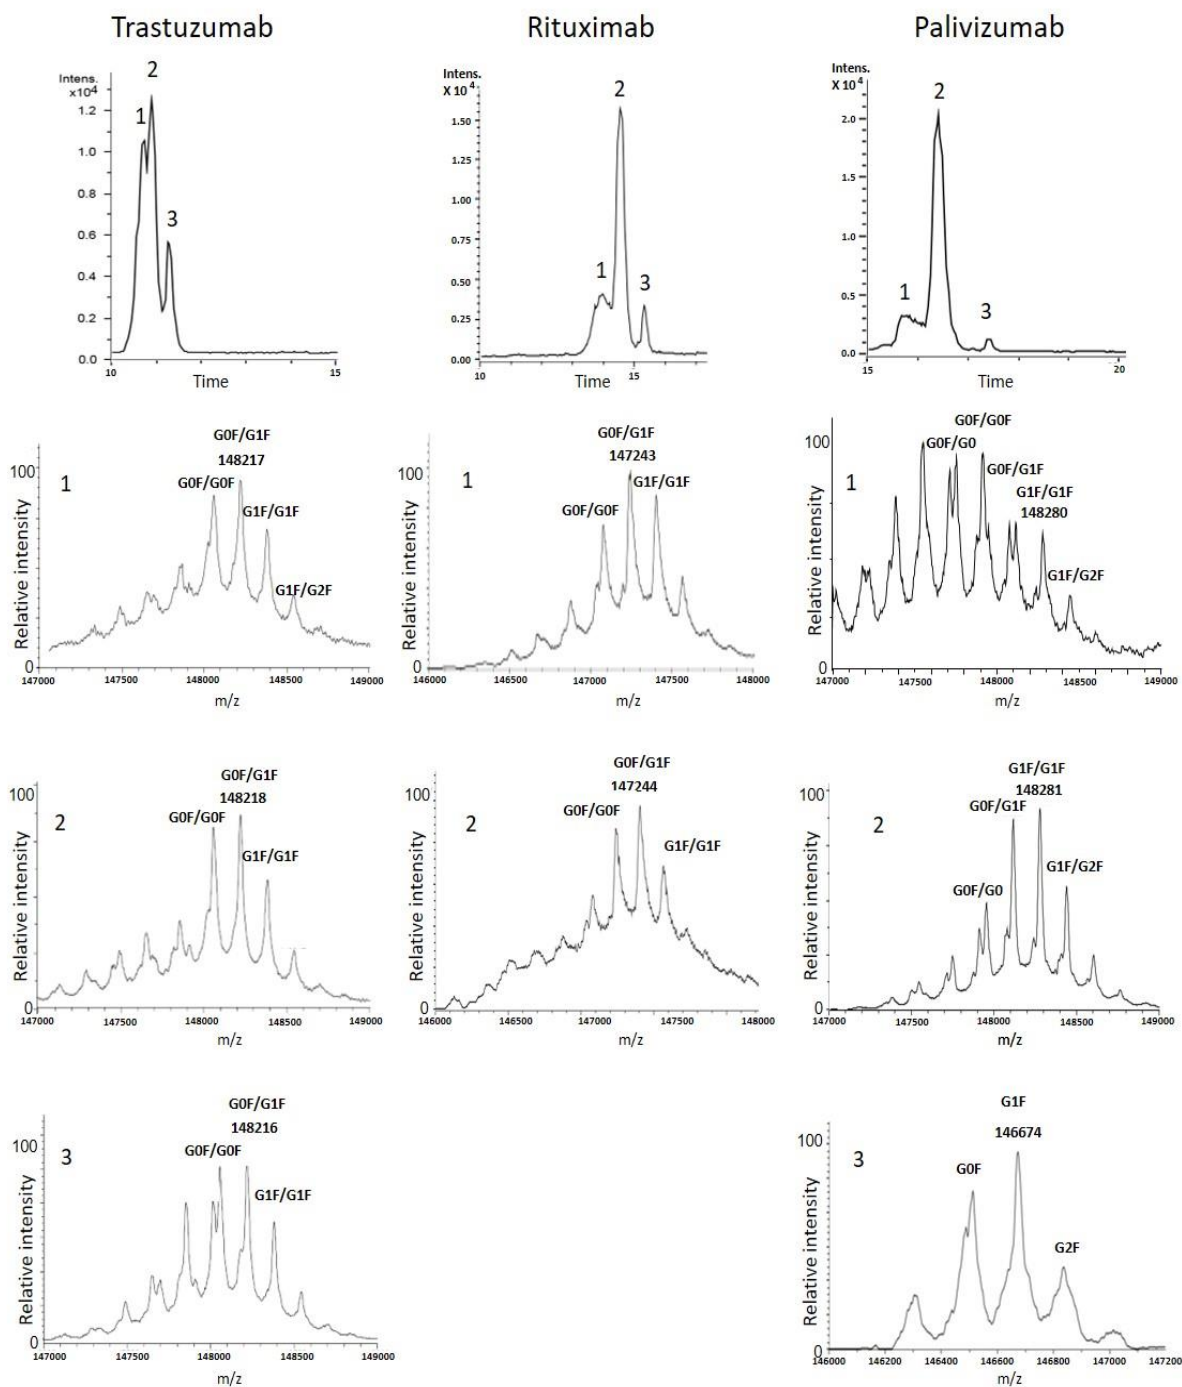 Trastuzumab
Rituximab
Palivizumab
Intens.
x10⁴
1.2
1.0
0.8
0.6
0.4
0.2
0.0
1
2
3
10
15
Time
Intens.
X 10⁴
1.50
1.25
1.00
0.75
0.50
0.25
0.00
1
2
3
10
15
Time
Intens.
X 10⁴
2.0
1.5
1.0
0.5
0.0
1
2
3
15
20
Time
1
Relative intensity
100
0
G0F/G1F
148217
G0F/G0F
G1F/G1F
G1F/G2F
147000 147500 148000 148500 149000
m/z
1
Relative intensity
100
0
G0F/G1F
147243
G1F/G1F
G0F/G0F
146000 146500 147000 147500 148000
m/z
1
Relative intensity
100
0
G0F/G0F
G0F/G0
G0F/G1F
G1F/G1F
148280
G1F/G2F
147000 147500 148000 148500 149000
m/z
2
Relative intensity
100
0
G0F/G1F
148218
G0F/G0F
G1F/G1F
147000 147500 148000 148500 149000
m/z
2
Relative intensity
100
0
G0F/G1F
147244
G0F/G0F
G1F/G1F
146000 146500 147000 147500 148000
m/z
2
Relative intensity
100
0
G1F/G1F
148281
G0F/G1F
G1F/G2F
G0F/G0
147000 147500 148000 148500 149000
m/z
3
Relative intensity
100
0
G0F/G1F
148216
G0F/G0F
G1F/G1F
147000 147500 148000 148500 149000
m/z
3
Relative intensity
100
0
G1F
146674
G0F
G2F
146000 146200 146400 146600 146800 147000 147200
m/z